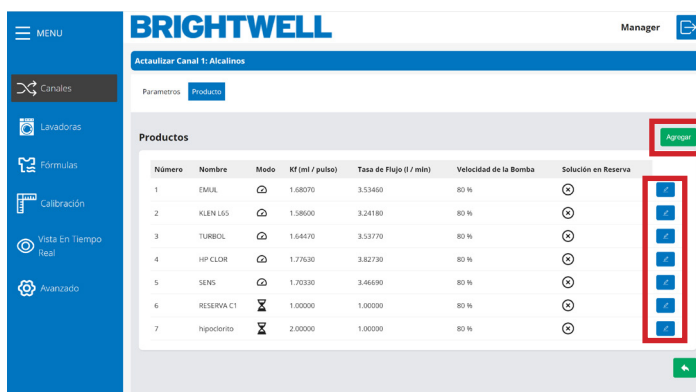 MENU
BRIGHTWELL
Manager
Actaulizar Canal 1: Alcalinos
Canales
Parametros Producto
Lavadoras
Productos
Agregar
Fórmulas
Número Nombre Modo Kf (ml / pulso) Tasa de Flujo (l / min) Velocidad de la Bomba Solución en Reserva
1 EMUL 1.68070 3.53460 80 %
Calibración
2 KLEN L65 1.58600 3.24180 80 %
3 TURBOL 1.64470 3.53770 80 %
Vista En Tiempo
Real
4 HP CLOR 1.77630 3.82730 80 %
Avanzado
5 SENS 1.70330 3.46690 80 %
6 RESERVA C1 1.00000 1.00000 80 %
7 hipoclorito 2.00000 1.00000 80 %